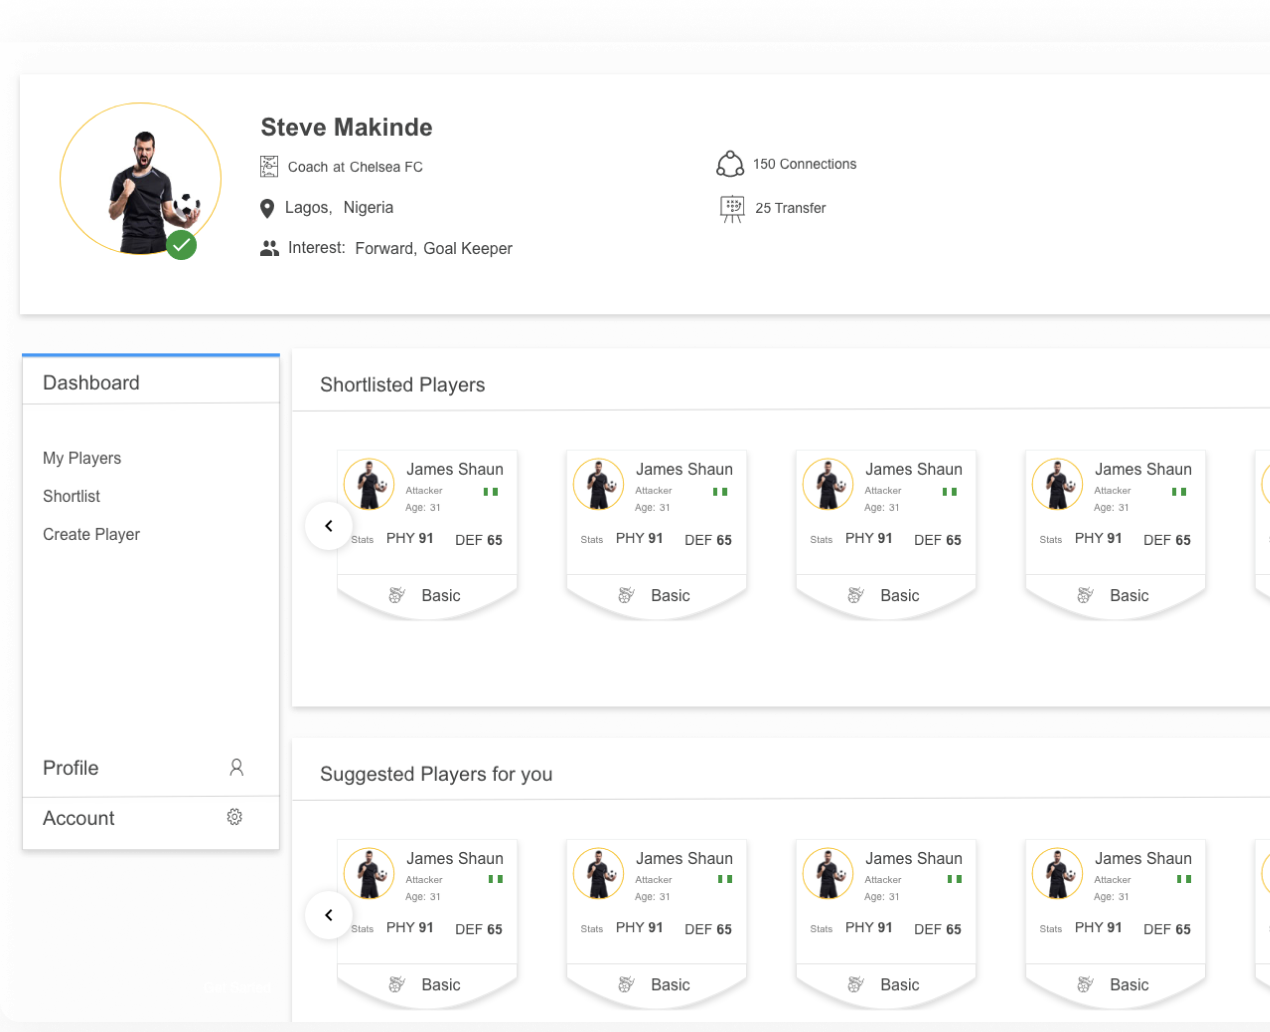 Steve Makinde
Coach at Chelsea FC
Lagos, Nigeria
Interest: Forward, Goal Keeper
150 Connections
25 Transfer
Dashboard
My Players
Shortlist
Create Player
Profile
Account
Shortlisted Players
James Shaun
Attacker
Age: 31
Stats PHY 91 DEF 65
Basic
James Shaun
Attacker
Age: 31
Stats PHY 91 DEF 65
Basic
James Shaun
Attacker
Age: 31
Stats PHY 91 DEF 65
Basic
James Shaun
Attacker
Age: 31
Stats PHY 91 DEF 65
Basic
Suggested Players for you
James Shaun
Attacker
Age: 31
Stats PHY 91 DEF 65
Basic
James Shaun
Attacker
Age: 31
Stats PHY 91 DEF 65
Basic
James Shaun
Attacker
Age: 31
Stats PHY 91 DEF 65
Basic
James Shaun
Attacker
Age: 31
Stats PHY 91 DEF 65
Basic